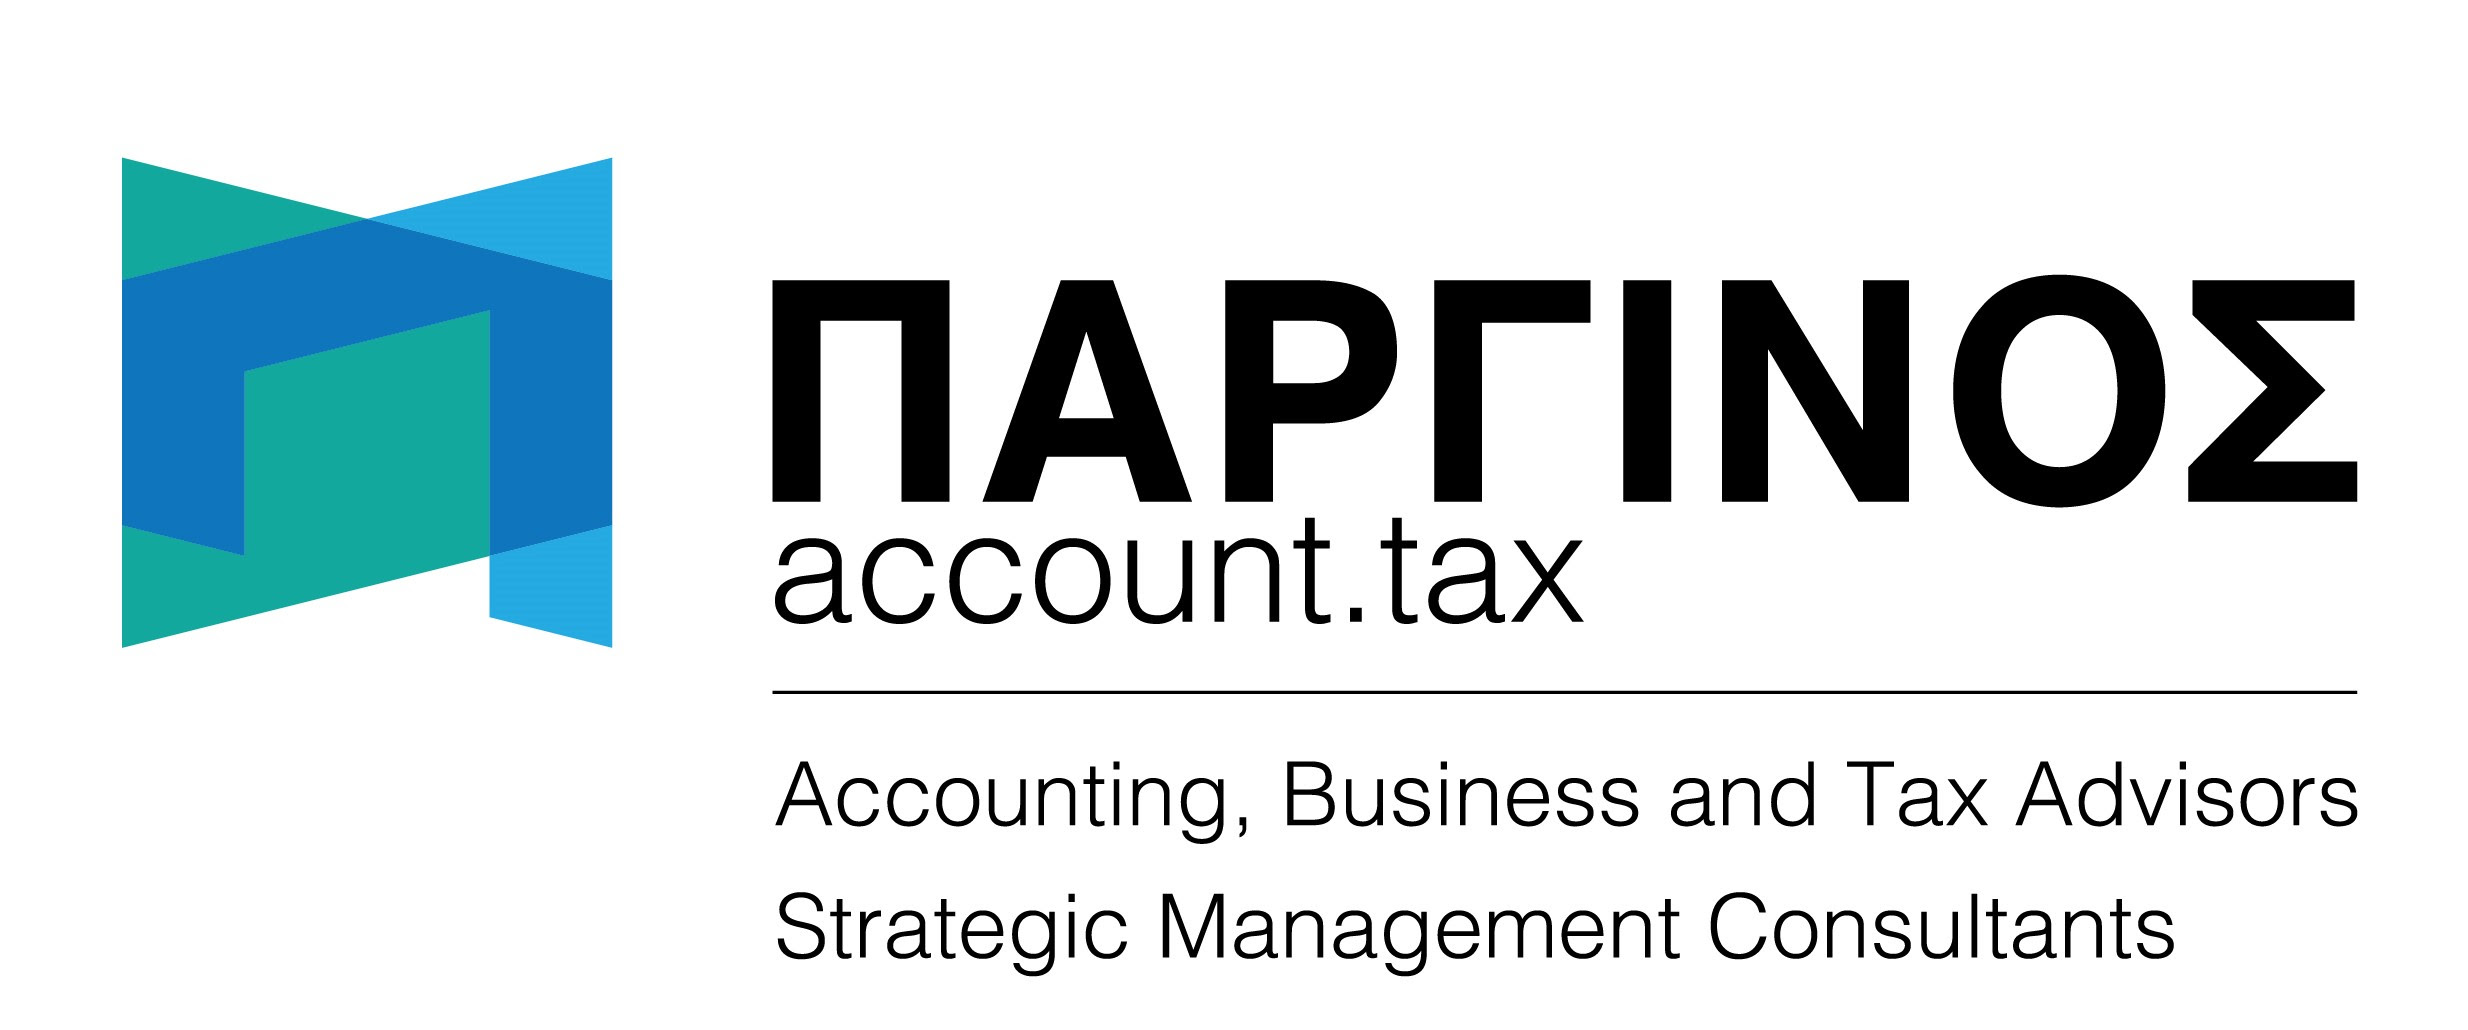 ΠΑΡΓΙΝΟΣ
account.tax
Accounting, Business and Tax Advisors
Strategic Management Consultants